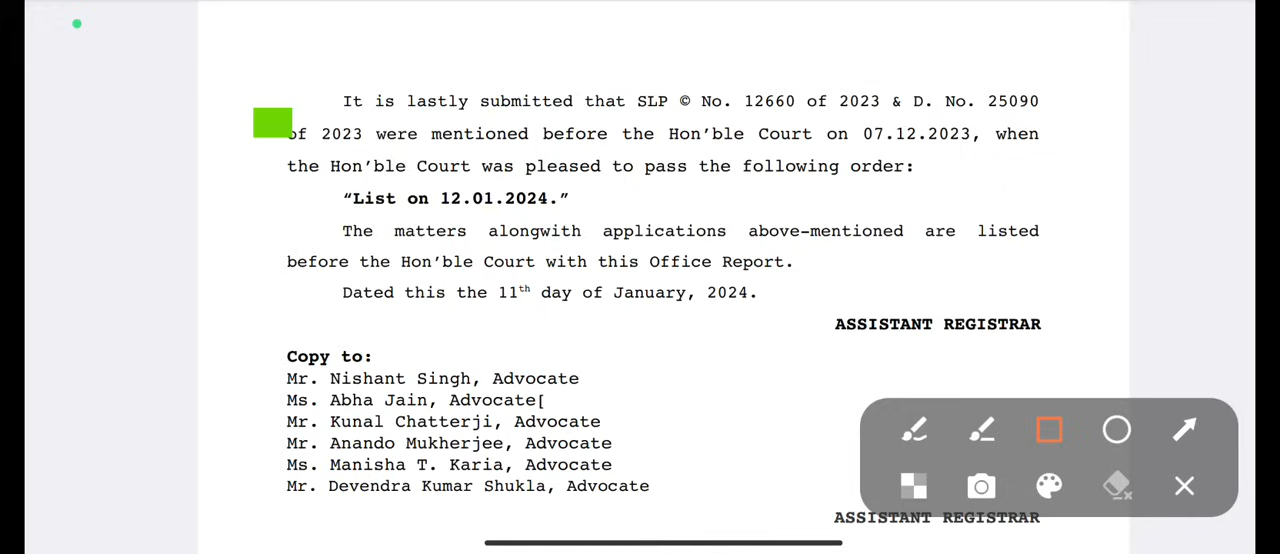 It is lastly submitted that SLP © No. 12660 of 2023 & D. No. 25090
of 2023 were mentioned before the Hon’ble Court on 07.12.2023, when
the Hon’ble Court was pleased to pass the following order:
“List on 12.01.2024.”
The matters alongwith applications above-mentioned are listed
before the Hon’ble Court with this Office Report.
Dated this the 11th day of January, 2024.
ASSISTANT REGISTRAR
Copy to:
Mr. Nishant Singh, Advocate
Ms. Abha Jain, Advocate[
Mr. Kunal Chatterji, Advocate
Mr. Anando Mukherjee, Advocate
Ms. Manisha T. Karia, Advocate
Mr. Devendra Kumar Shukla, Advocate
ASSISTANT REGISTRAR